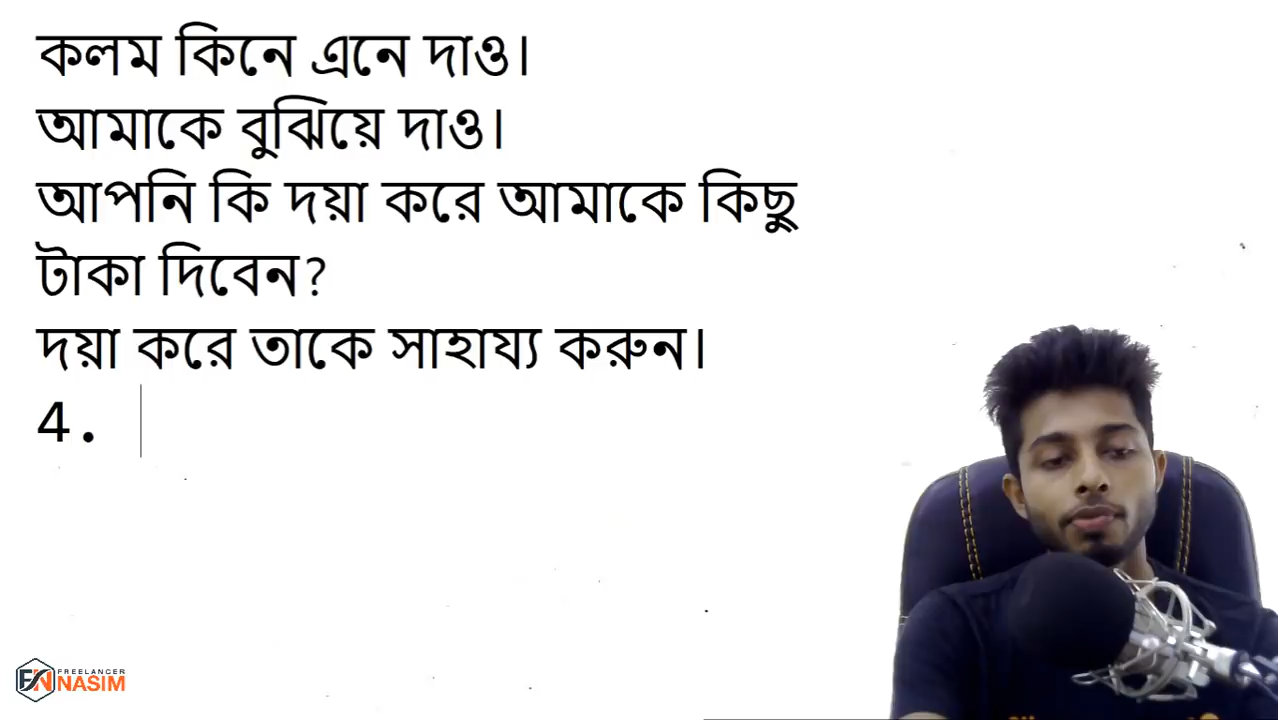 কলম কিনে এনে দাও।
আমাকে বুঝিয়ে দাও।
আপনি কি দয়া করে আমাকে কিছু
টাকা দিবেন?
দয়া করে তাকে সাহায্য করুন।
4.
FREELANCER
NASIM